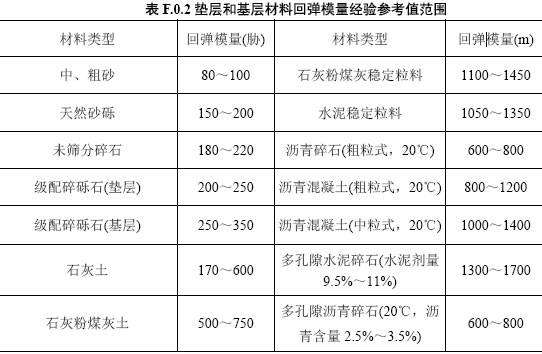 表 F.0.2 垫层和基层材料回弹模量经验参考值范围
材料类型 回弹模量(胁) 材料类型 回弹模量(m)
中、粗砂 80～100 石灰粉煤灰稳定粒料 1100～1450
天然砂砾 150～200 水泥稳定粒料 1050～1350
未筛分碎石 180～220 沥青碎石(粗粒式，20℃) 600～800
级配碎砾石(垫层) 200～250 沥青混凝土(粗粒式，20℃) 800～1200
级配碎砾石(基层) 250～350 沥青混凝土(中粒式，20℃) 1000～1400
石灰土 170～600 多孔隙水泥碎石(水泥剂量
9.5%～11%) 1300～1700
石灰粉煤灰土 500～750 多孔隙沥青碎石(20℃，沥
青含量 2.5%～3.5%) 600～800